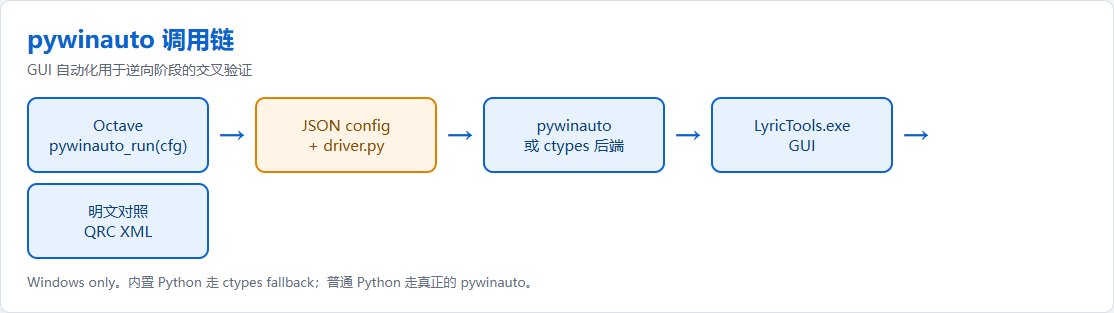 pywinauto 调用链
GUI 自动化用于逆向阶段的交叉验证
Octave
pywinauto_run(cfg)
→
JSON config
+ driver.py
→
pywinauto
或 ctypes 后端
→
LyricTools.exe
GUI
→
明文对照
QRC XML
Windows only。内置 Python 走 ctypes fallback；普通 Python 走真正的 pywinauto。